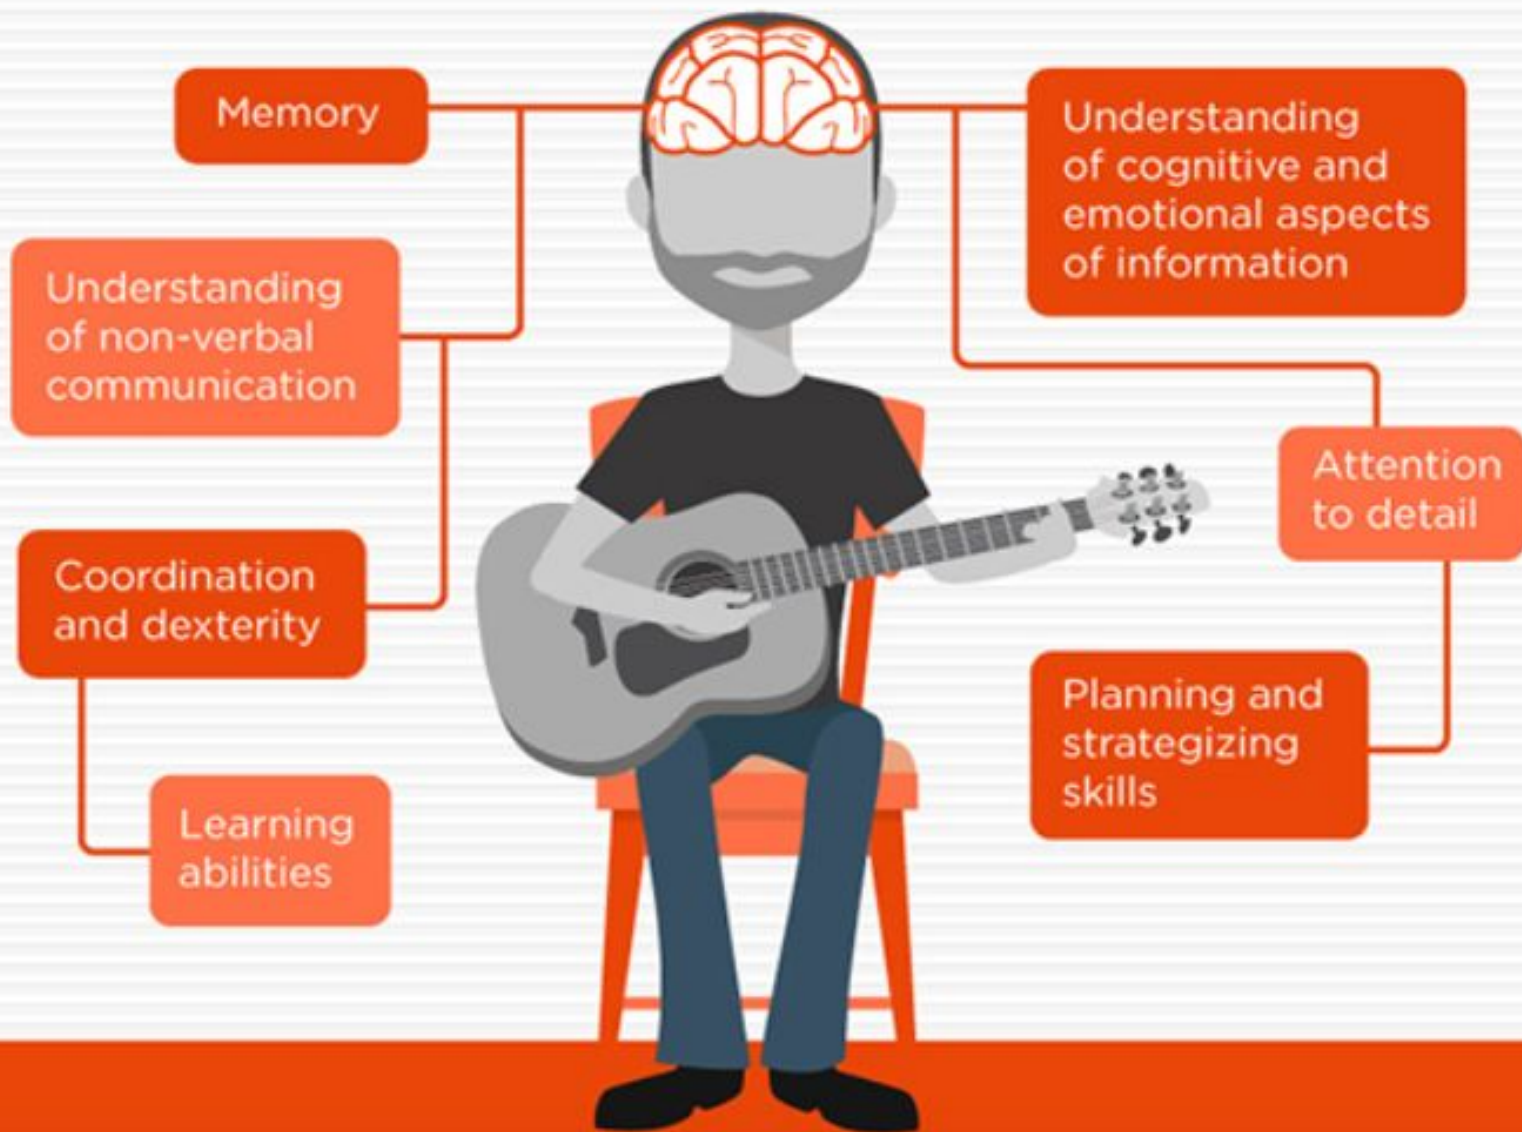 Memory
Understanding
of non-verbal
communication
Coordination
and dexterity
Learning
abilities
Understanding
of cognitive and
emotional aspects
of information
Attention
to detail
Planning and
strategizing
skills